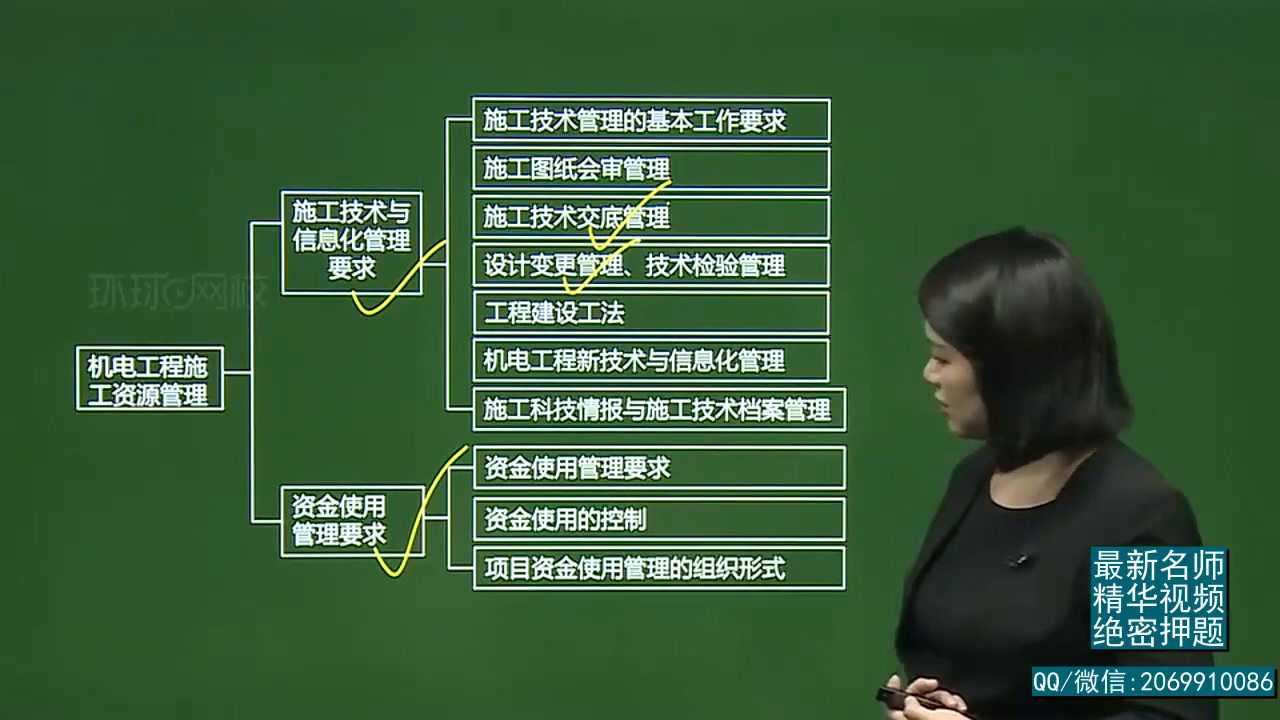 施工技术管理的基本工作要求
施工图纸会审管理
施工技术与
信息化管理
要求
施工技术交底管理
设计变更管理、技术检验管理
环球网校
工程建设工法
机电工程施
工资源管理
机电工程新技术与信息化管理
施工科技情报与施工技术档案管理
资金使用管理要求
资金使用
管理要求
资金使用的控制
项目资金使用管理的组织形式
最新名师
精华视频
绝密押题
QQ/微信:2069910086